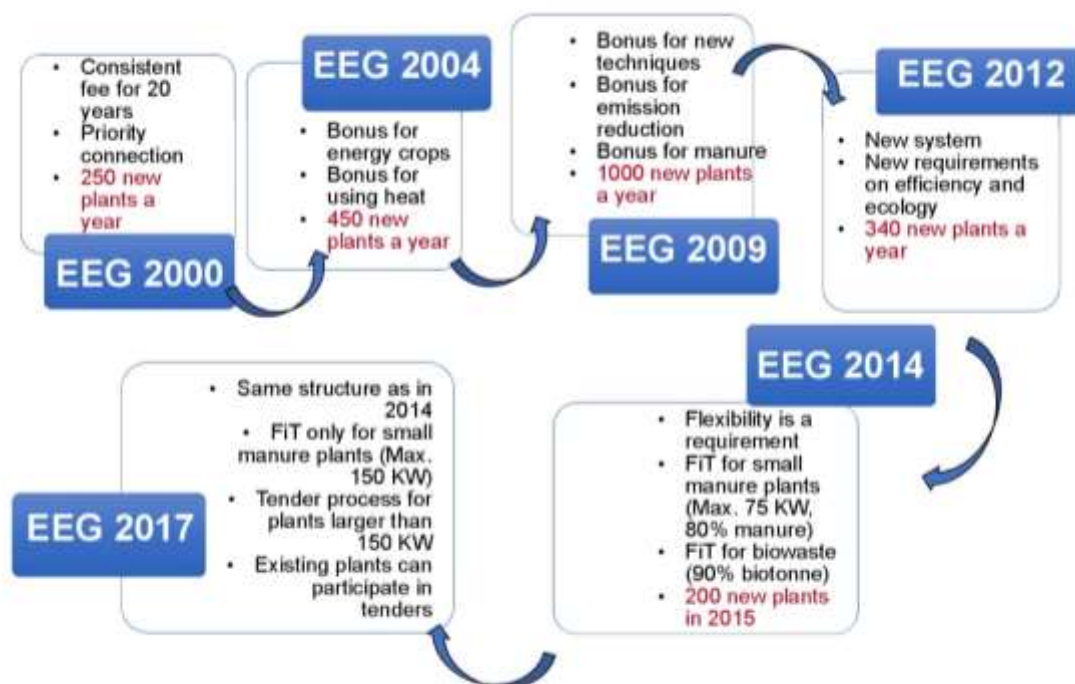 • Consistent
fee for 20
years
• Priority
connection
• 250 new
plants a
year
EEG 2000
EEG 2004
• Bonus for
energy crops
• Bonus for
using heat
• 450 new
plants a year
• Bonus for new
techniques
• Bonus for
emission
reduction
• Bonus for manure
• 1000 new plants
a year
EEG 2009
EEG 2012
• New system
• New requirements
on efficiency and
ecology
• 340 new plants a
year
EEG 2014
• Flexibility is a
requirement
• FiT for small
manure plants
(Max. 75 KW,
80% manure)
• FiT for biowaste
(90% biotonne)
• 200 new plants
in 2015
EEG 2017
• Same structure as in
2014
• FiT only for small
manure plants (Max.
150 KW)
• Tender process for
plants larger than
150 KW
• Existing plants can
participate in
tenders